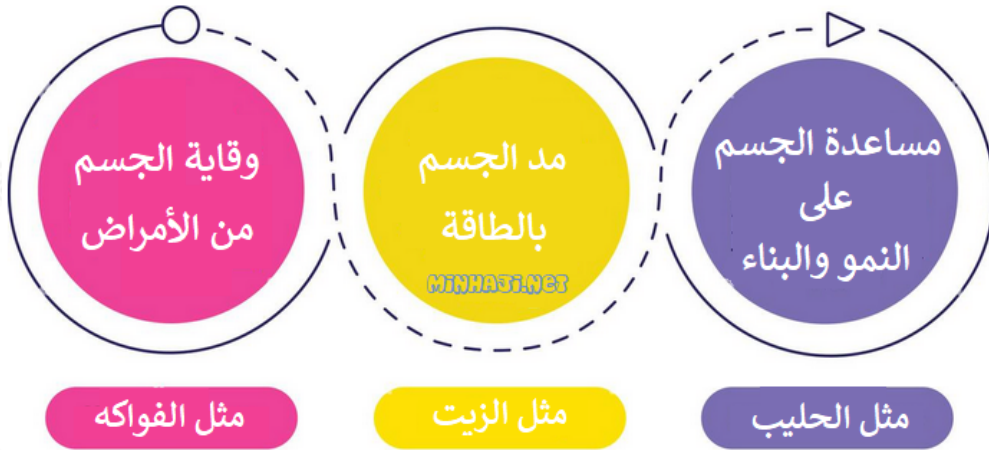 مساعدة الجسم
على
النمو والبناء
مثل الحليب
مد الجسم
بالطاقة
MiNHAJi.NET
مثل الزيت
وقاية الجسم
من الأمراض
مثل الفواكه